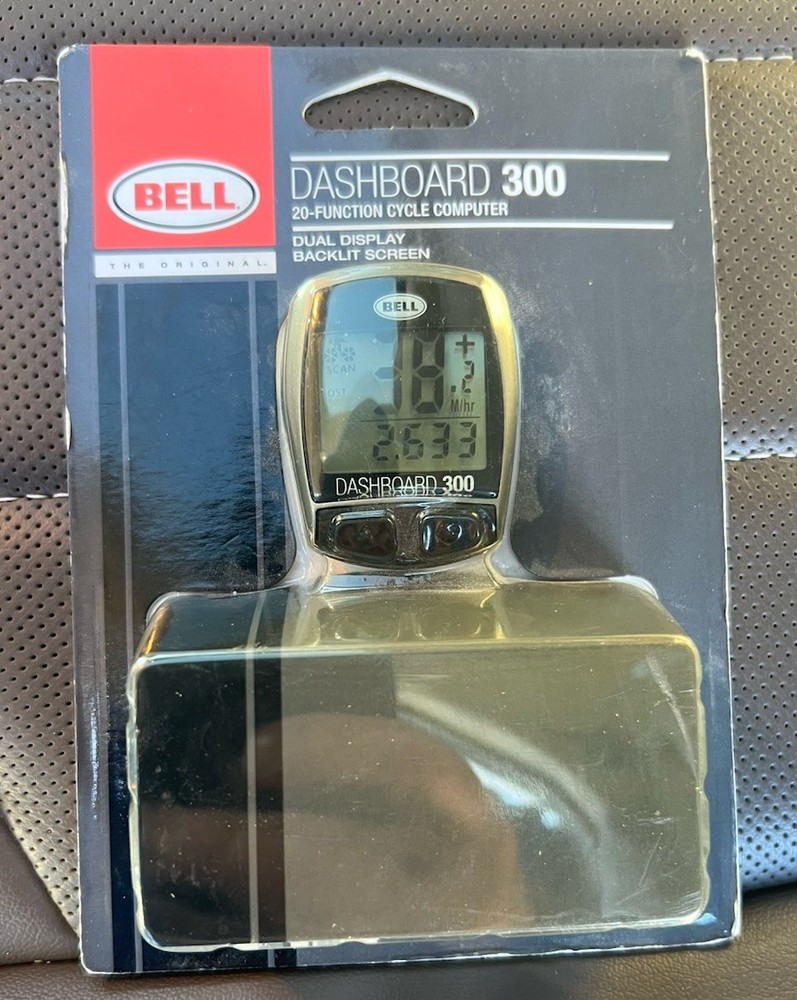 BELL
THE ORIGINAL.
DASHBOARD 300
20-FUNCTION CYCLE COMPUTER
DUAL DISPLAY
BACKLIT SCREEN
BELL
SCAN
DST
38.2
+
M/hr
2.633
DASHBOARD 300